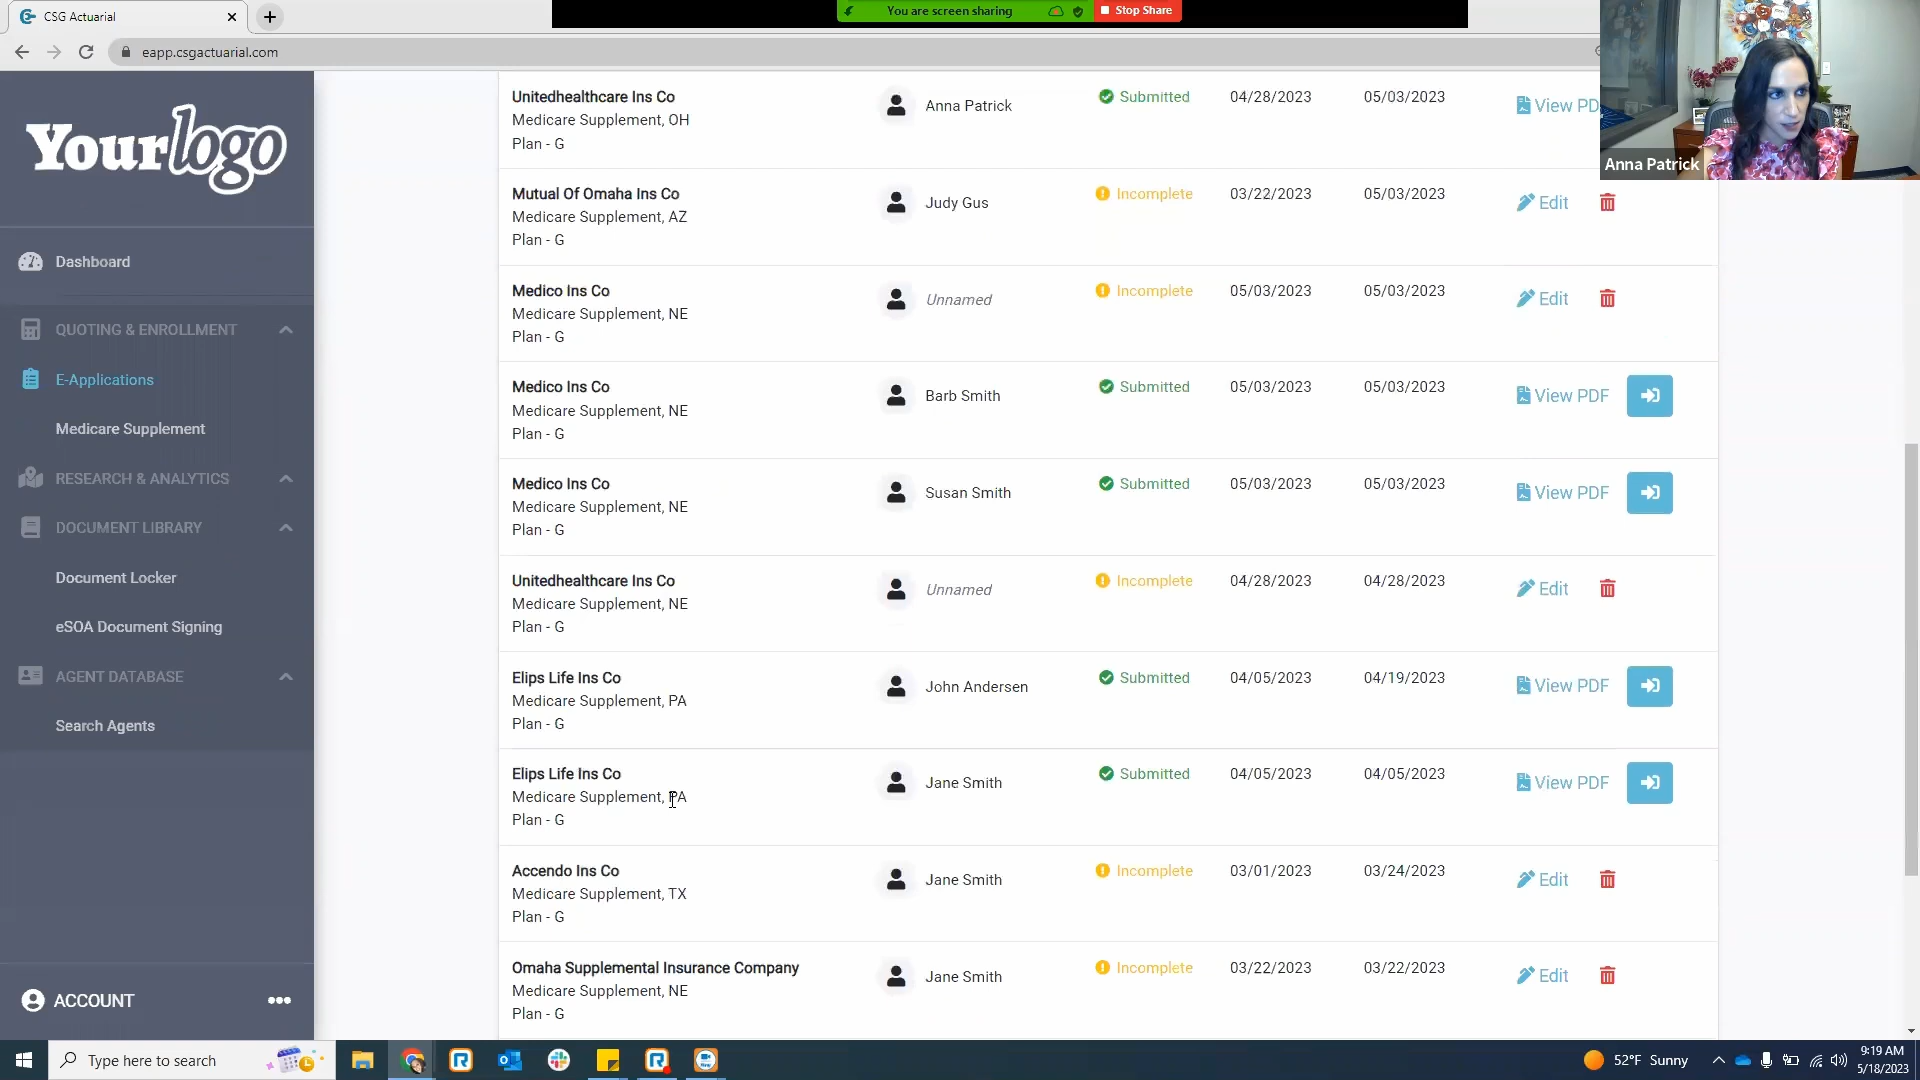 CSG Actuarial
You are screen sharing
Stop Share
eapp.csgactuarial.com
Yourlogo
Dashboard
QUOTING & ENROLLMENT
E-Applications
Medicare Supplement
RESEARCH & ANALYTICS
DOCUMENT LIBRARY
Document Locker
eSOA Document Signing
AGENT DATABASE
Search Agents
ACCOUNT
Unitedhealthcare Ins Co
Medicare Supplement, OH
Plan - G
Anna Patrick
Submitted
04/28/2023
05/03/2023
View PD
Anna Patrick
Mutual Of Omaha Ins Co
Medicare Supplement, AZ
Plan - G
Judy Gus
Incomplete
03/22/2023
05/03/2023
Edit
Medico Ins Co
Medicare Supplement, NE
Plan - G
Unnamed
Incomplete
05/03/2023
05/03/2023
Edit
Medico Ins Co
Medicare Supplement, NE
Plan - G
Barb Smith
Submitted
05/03/2023
05/03/2023
View PDF
Medico Ins Co
Medicare Supplement, NE
Plan - G
Susan Smith
Submitted
05/03/2023
05/03/2023
View PDF
Unitedhealthcare Ins Co
Medicare Supplement, NE
Plan - G
Unnamed
Incomplete
04/28/2023
04/28/2023
Edit
Elips Life Ins Co
Medicare Supplement, PA
Plan - G
John Andersen
Submitted
04/05/2023
04/19/2023
View PDF
Elips Life Ins Co
Medicare Supplement, PA
Plan - G
Jane Smith
Submitted
04/05/2023
04/05/2023
View PDF
Accendo Ins Co
Medicare Supplement, TX
Plan - G
Jane Smith
Incomplete
03/01/2023
03/24/2023
Edit
Omaha Supplemental Insurance Company
Medicare Supplement, NE
Plan - G
Jane Smith
Incomplete
03/22/2023
03/22/2023
Edit
Type here to search
52°F Sunny
9:19 AM
5/18/2023